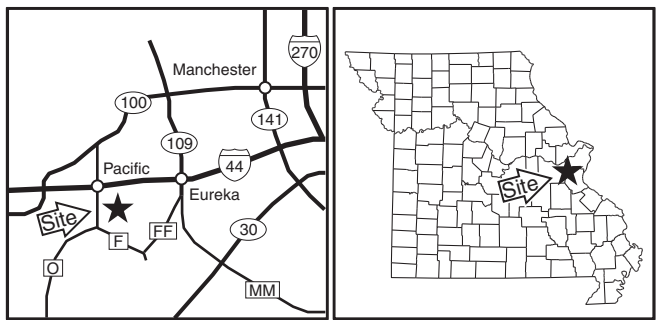 270
Manchester
100
141
109
Pacific
44
Eureka
Site
FF
F
30
O
MM
Site